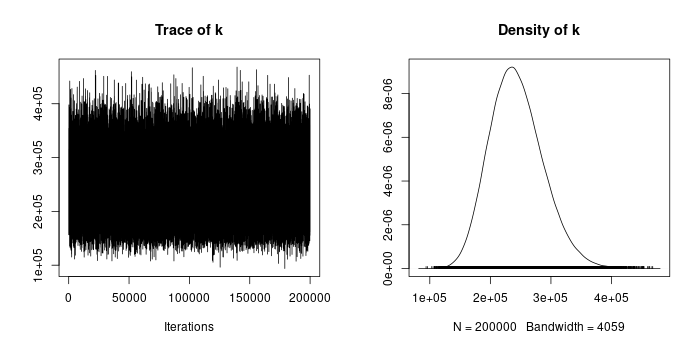 Trace of k
4e+05
3e+05
2e+05
1e+05
0 50000 100000 150000 200000
Iterations
Density of k
8e-06
6e-06
4e-06
2e-06
0e+00
1e+05 2e+05 3e+05 4e+05
N = 200000 Bandwidth = 4059